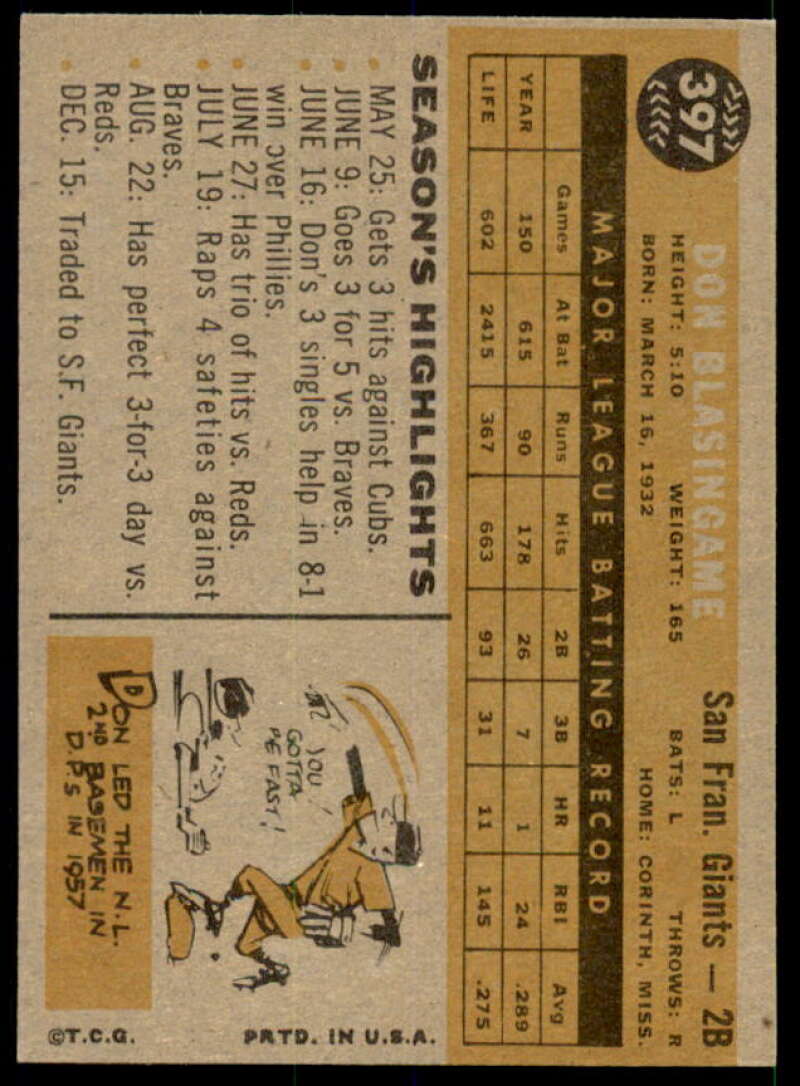 397
DON BLASINGAME San Fran. Giants — 2B
HEIGHT: 5:10 WEIGHT: 165 BATS: L THROWS: R
BORN: MARCH 16, 1932 HOME: CORINTH, MISS.
MAJOR LEAGUE BATTING RECORD
Games At Bat Runs Hits 2B 3B HR RBI Avg
YEAR 150 615 90 178 26 7 1 24 .289
LIFE 602 2415 367 663 93 31 11 145 .275
SEASON'S HIGHLIGHTS
• MAY 25: Gets 3 hits against Cubs.
• JUNE 9: Goes 3 for 5 vs. Braves.
• JUNE 16: Don's 3 singles help in 8-1
win over Phillies.
• JUNE 27: Has trio of hits vs. Reds.
• JULY 19: Raps 4 safeties against
Braves.
• AUG. 22: Has perfect 3-for-3 day vs.
Reds.
• DEC. 15: Traded to S.F. Giants.
YOU
GOTTA
BE FAST!
DON LED THE N.L.
2ND BASEMEN IN
D.P.S IN 1957
©T.C.G. PRTD. IN U.S.A.